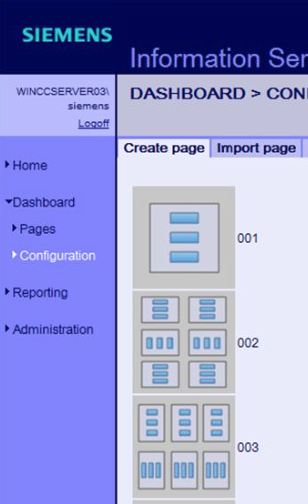 SIEMENS
Information Ser
WINCCSERVER03\
siemens
Logoff
DASHBOARD > CON
Create page
Import page
Home
Dashboard
Pages
Configuration
Reporting
Administration
001
002
003